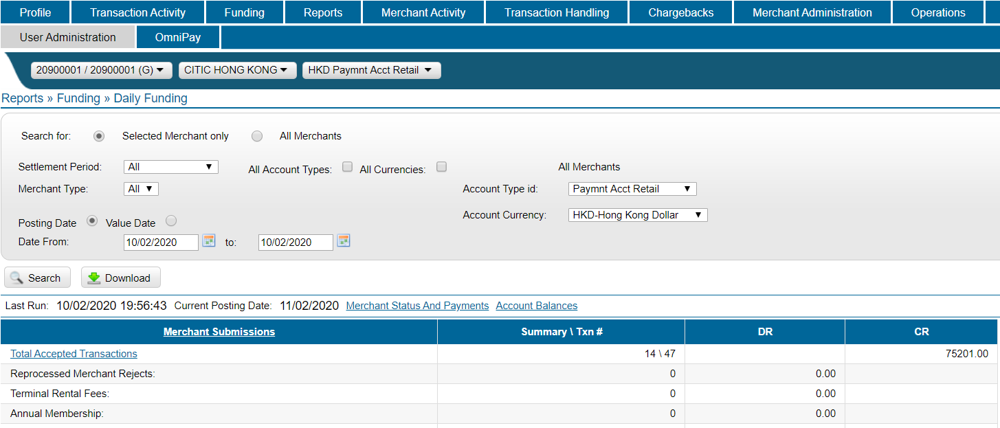 Profile Transaction Activity Funding Reports Merchant Activity Transaction Handling Chargebacks Merchant Administration Operations
User Administration OmniPay
20900001 / 20900001 (G) CITIC HONG KONG HKD Paymnt Acct Retail
Reports » Funding » Daily Funding
Search for: Selected Merchant only All Merchants
Settlement Period: All All Account Types: All Currencies: All Merchants
Merchant Type: All Account Type id: Paymnt Acct Retail
Account Currency: HKD-Hong Kong Dollar
Posting Date Value Date
Date From: 10/02/2020 to: 10/02/2020
Search Download
Last Run: 10/02/2020 19:56:43 Current Posting Date: 11/02/2020 Merchant Status And Payments Account Balances
Merchant Submissions Summary \ Txn # DR CR
Total Accepted Transactions 14 \ 47 75201.00
Reprocessed Merchant Rejects: 0 0.00
Terminal Rental Fees: 0 0.00
Annual Membership: 0 0.00